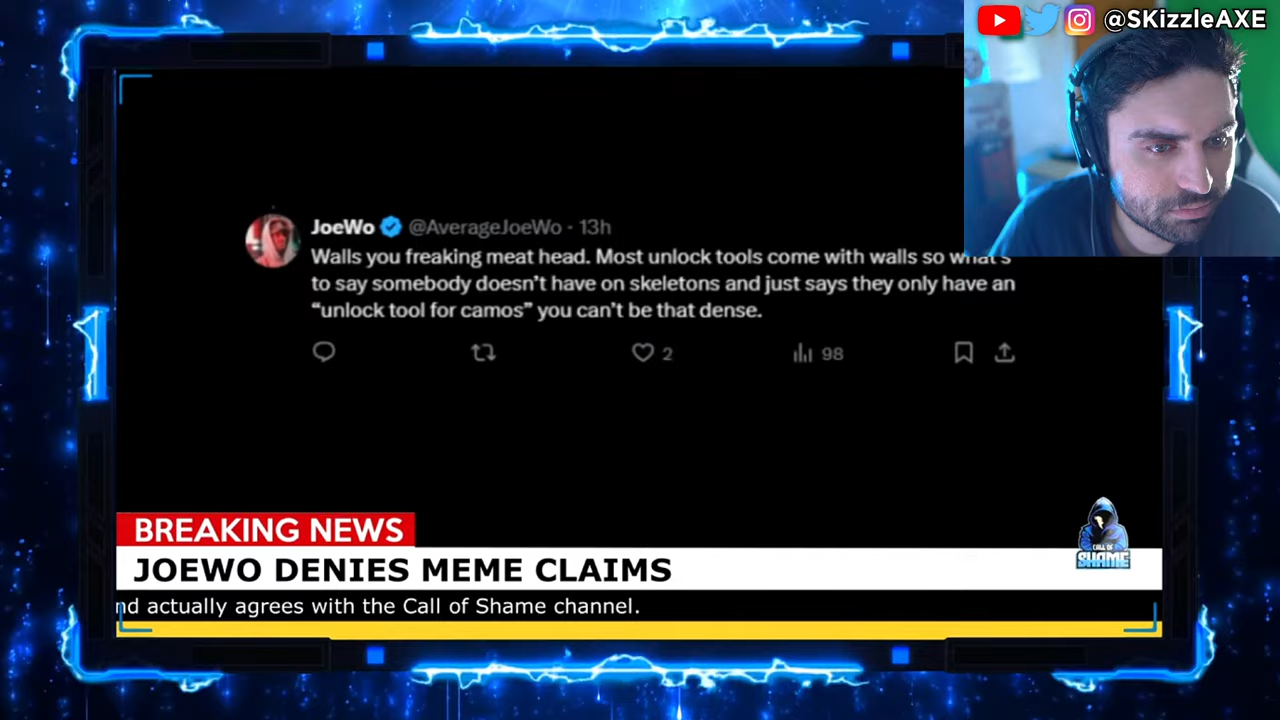 @SKizzleAXE
JoeWo @AverageJoeWo · 13h
Walls you freaking meat head. Most unlock tools come with walls so what's
to say somebody doesn't have on skeletons and just says they only have an
“unlock tool for camos” you can't be that dense.
2 98
BREAKING NEWS
JOEWO DENIES MEME CLAIMS
nd actually agrees with the Call of Shame channel.
CALL OF
SHAME